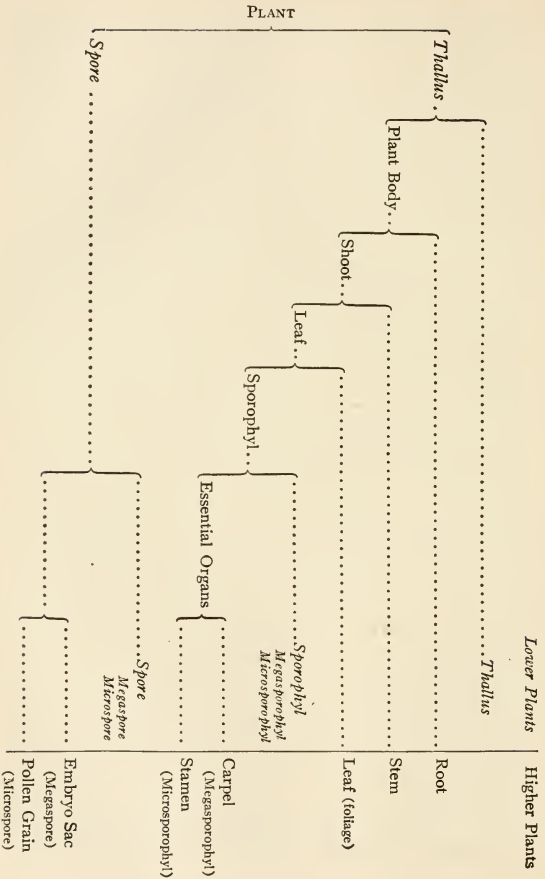 PLANT
Lower Plants
Higher Plants
Thallus
Thallus
Plant Body
Root
Shoot
Stem
Leaf
Leaf (foliage)
Sporophyl
Sporophyl
Megasporophyl
Microsporophyl
Essential Organs
Carpel
(Megasporophyl)
Stamen
(Microsporophyl)
Spore
Spore
Megaspore
Microspore
Embryo Sac
(Megaspore)
Pollen Grain
(Microspore)